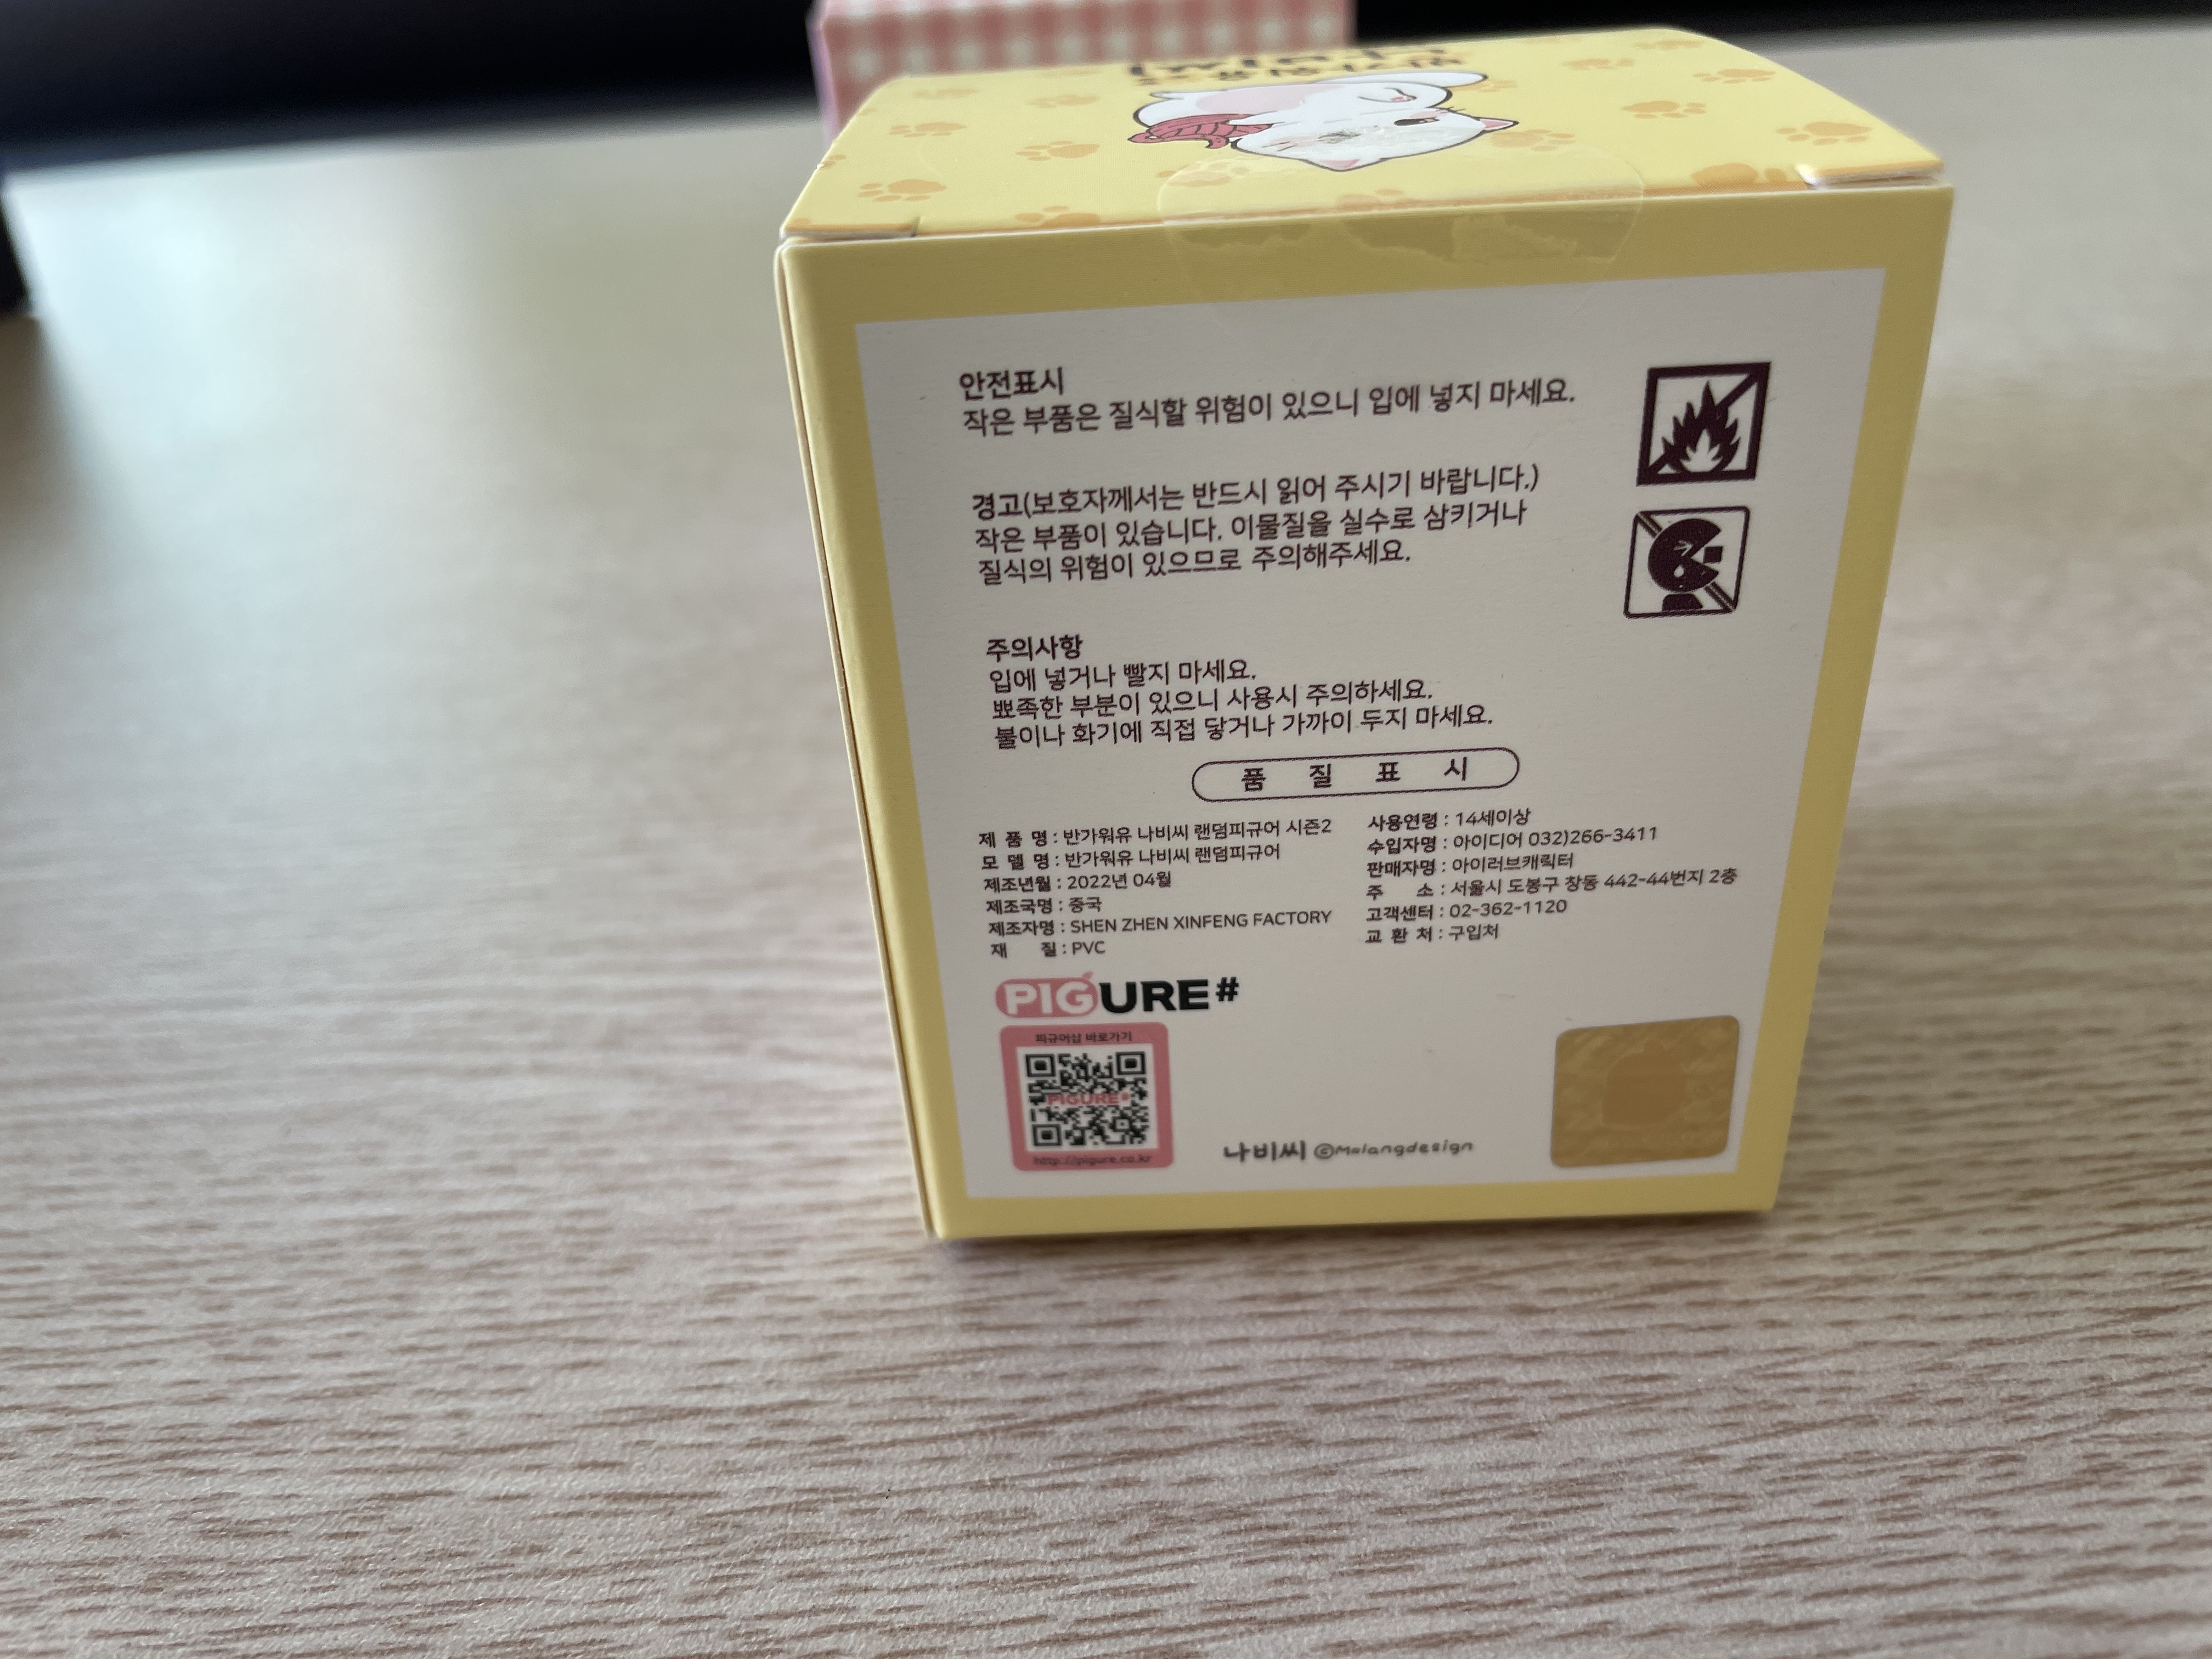 안전표시
작은 부품은 질식할 위험이 있으니 입에 넣지 마세요.
경고(보호자께서는 반드시 읽어 주시기 바랍니다.)
작은 부품이 있습니다. 이물질을 실수로 삼키거나
질식의 위험이 있으므로 주의해주세요.
주의사항
입에 넣거나 빨지 마세요.
뾰족한 부분이 있으니 사용시 주의하세요.
불이나 화기에 직접 닿거나 가까이 두지 마세요.
품 질 표 시
제 품 명 : 반가워유 나비씨 랜덤피규어 시즌2
모 델 명 : 반가워유 나비씨 랜덤피규어
제조년월 : 2022년 04월
제조국명 : 중국
제조자명 : SHEN ZHEN XINFENG FACTORY
재 질 : PVC
사용연령 : 14세이상
수입자명 : 아이디어 032)266-3411
판매자명 : 아이러브캐릭터
주 소 : 서울시 도봉구 창동 442-44번지 2층
고객센터 : 02-362-1120
교 환 처 : 구입처
PIGURE#
피규어샵 바로가기
PIGURE#
http://pigure.co.kr
나비씨 ©Malangdesign